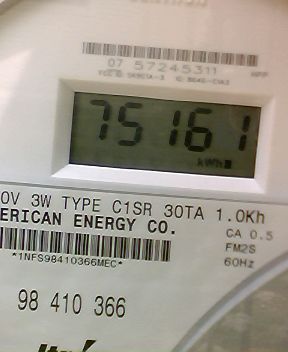 07 57245311
75161
kWh
0V 3W TYPE C1SR 30TA 1.0Kh
ERICAN ENERGY CO.
CA 0.5
FM2S
60Hz
*1NFS98410366MEC*
98 410 366